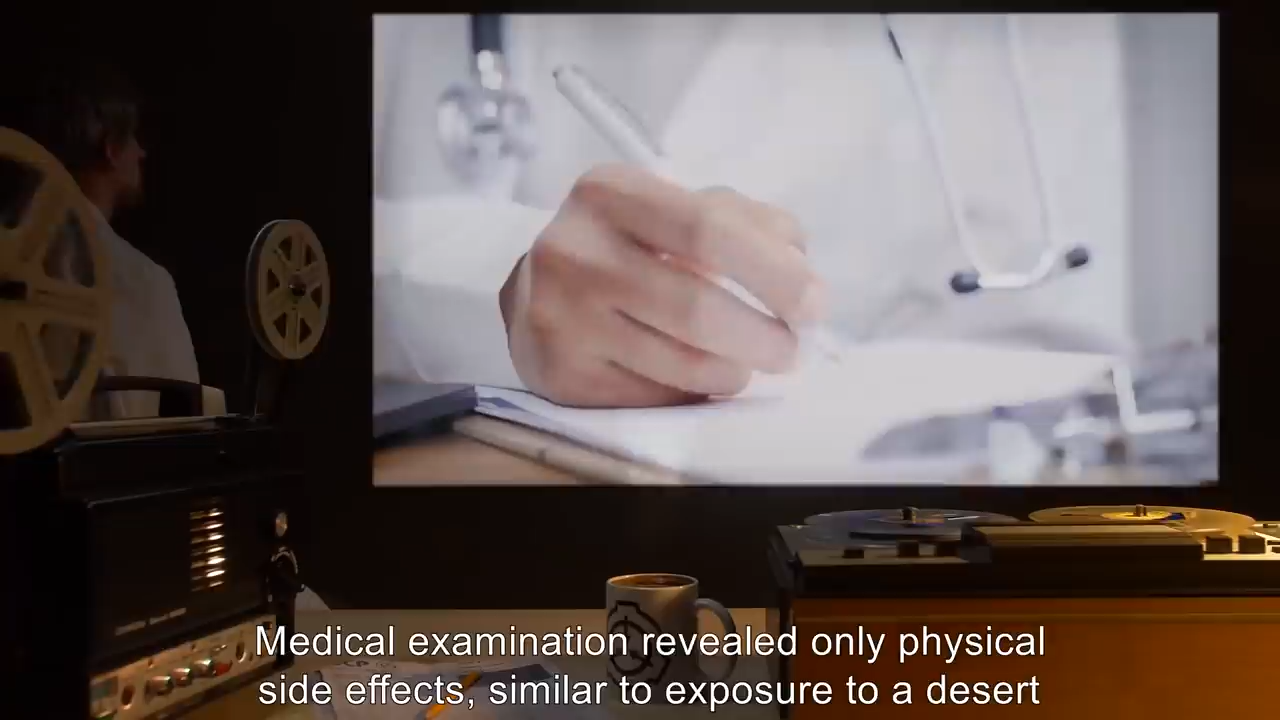 Medical examination revealed only physical
side effects, similar to exposure to a desert